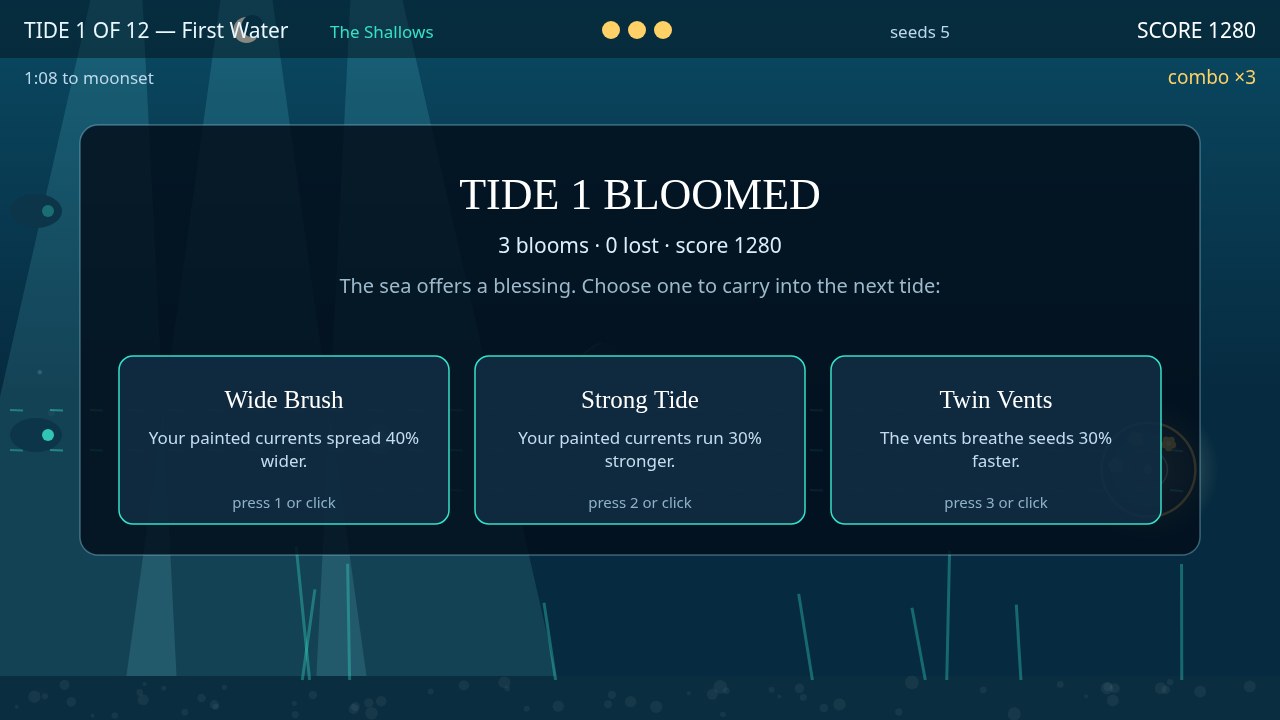 TIDE 1 OF 12 — First Water
The Shallows
seeds 5
SCORE 1280
1:08 to moonset
combo ×3
TIDE 1 BLOOMED
3 blooms · 0 lost · score 1280
The sea offers a blessing. Choose one to carry into the next tide:
Wide Brush
Your painted currents spread 40%
wider.
press 1 or click
Strong Tide
Your painted currents run 30%
stronger.
press 2 or click
Twin Vents
The vents breathe seeds 30%
faster.
press 3 or click